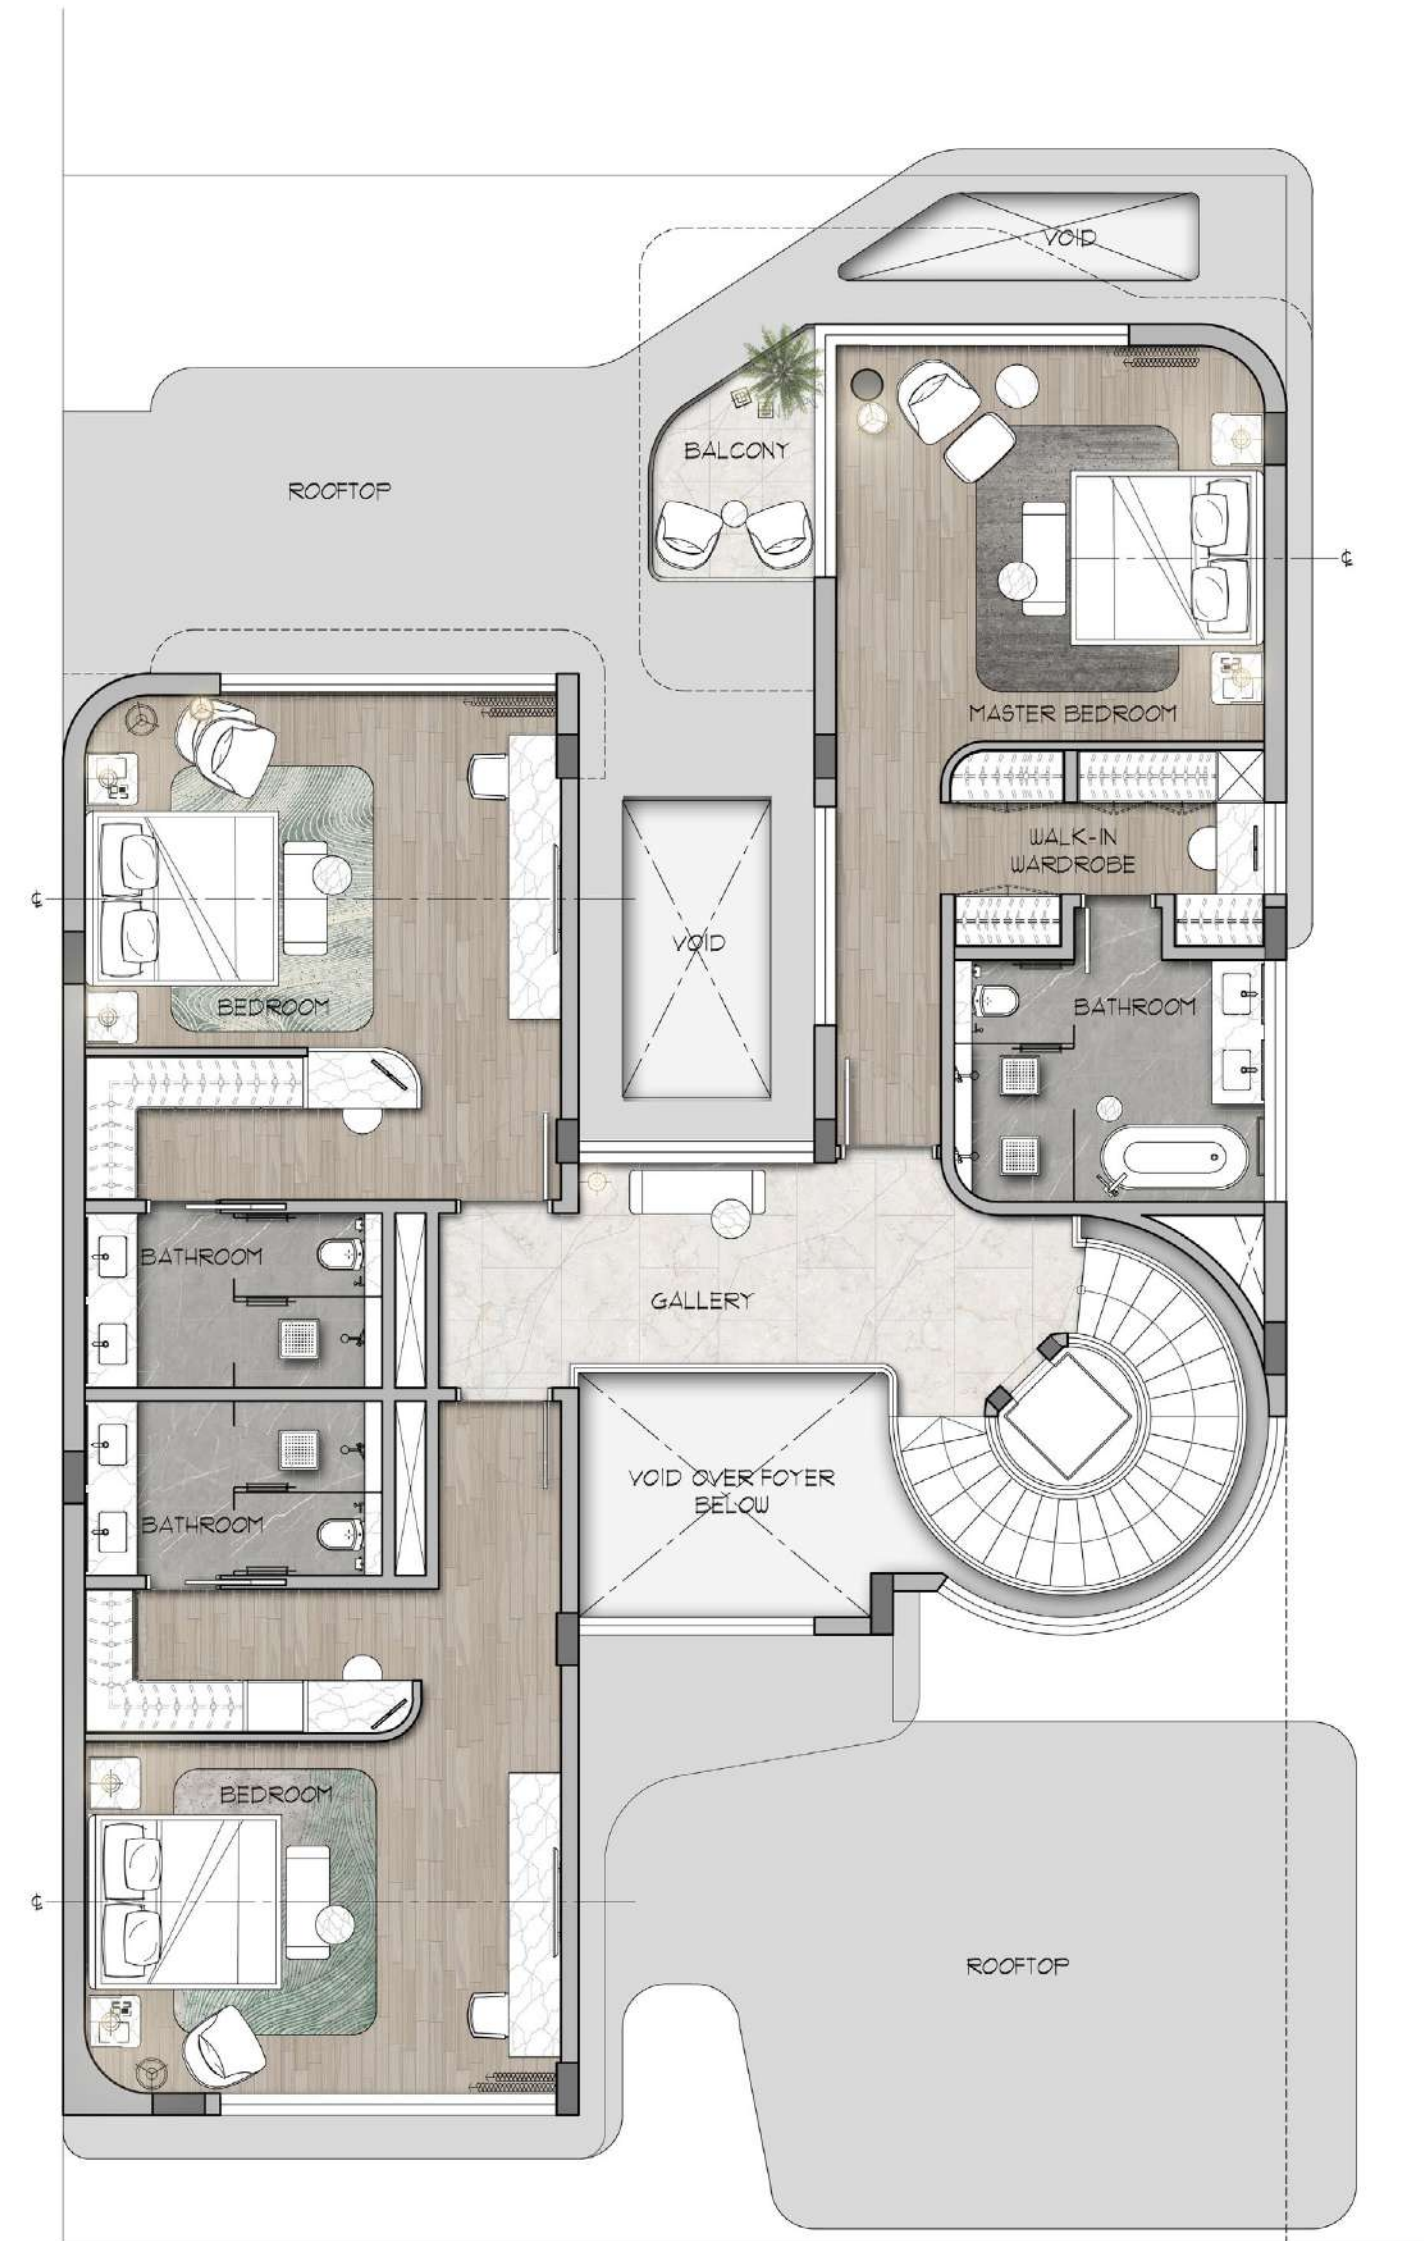 VOID
BALCONY
ROOFTOP
℄
MASTER BEDROOM
WALK-IN
WARDROBE
℄
VOID
BEDROOM
BATHROOM
BATHROOM
GALLERY
VOID OVER FOYER
BELOW
BATHROOM
BEDROOM
℄
ROOFTOP